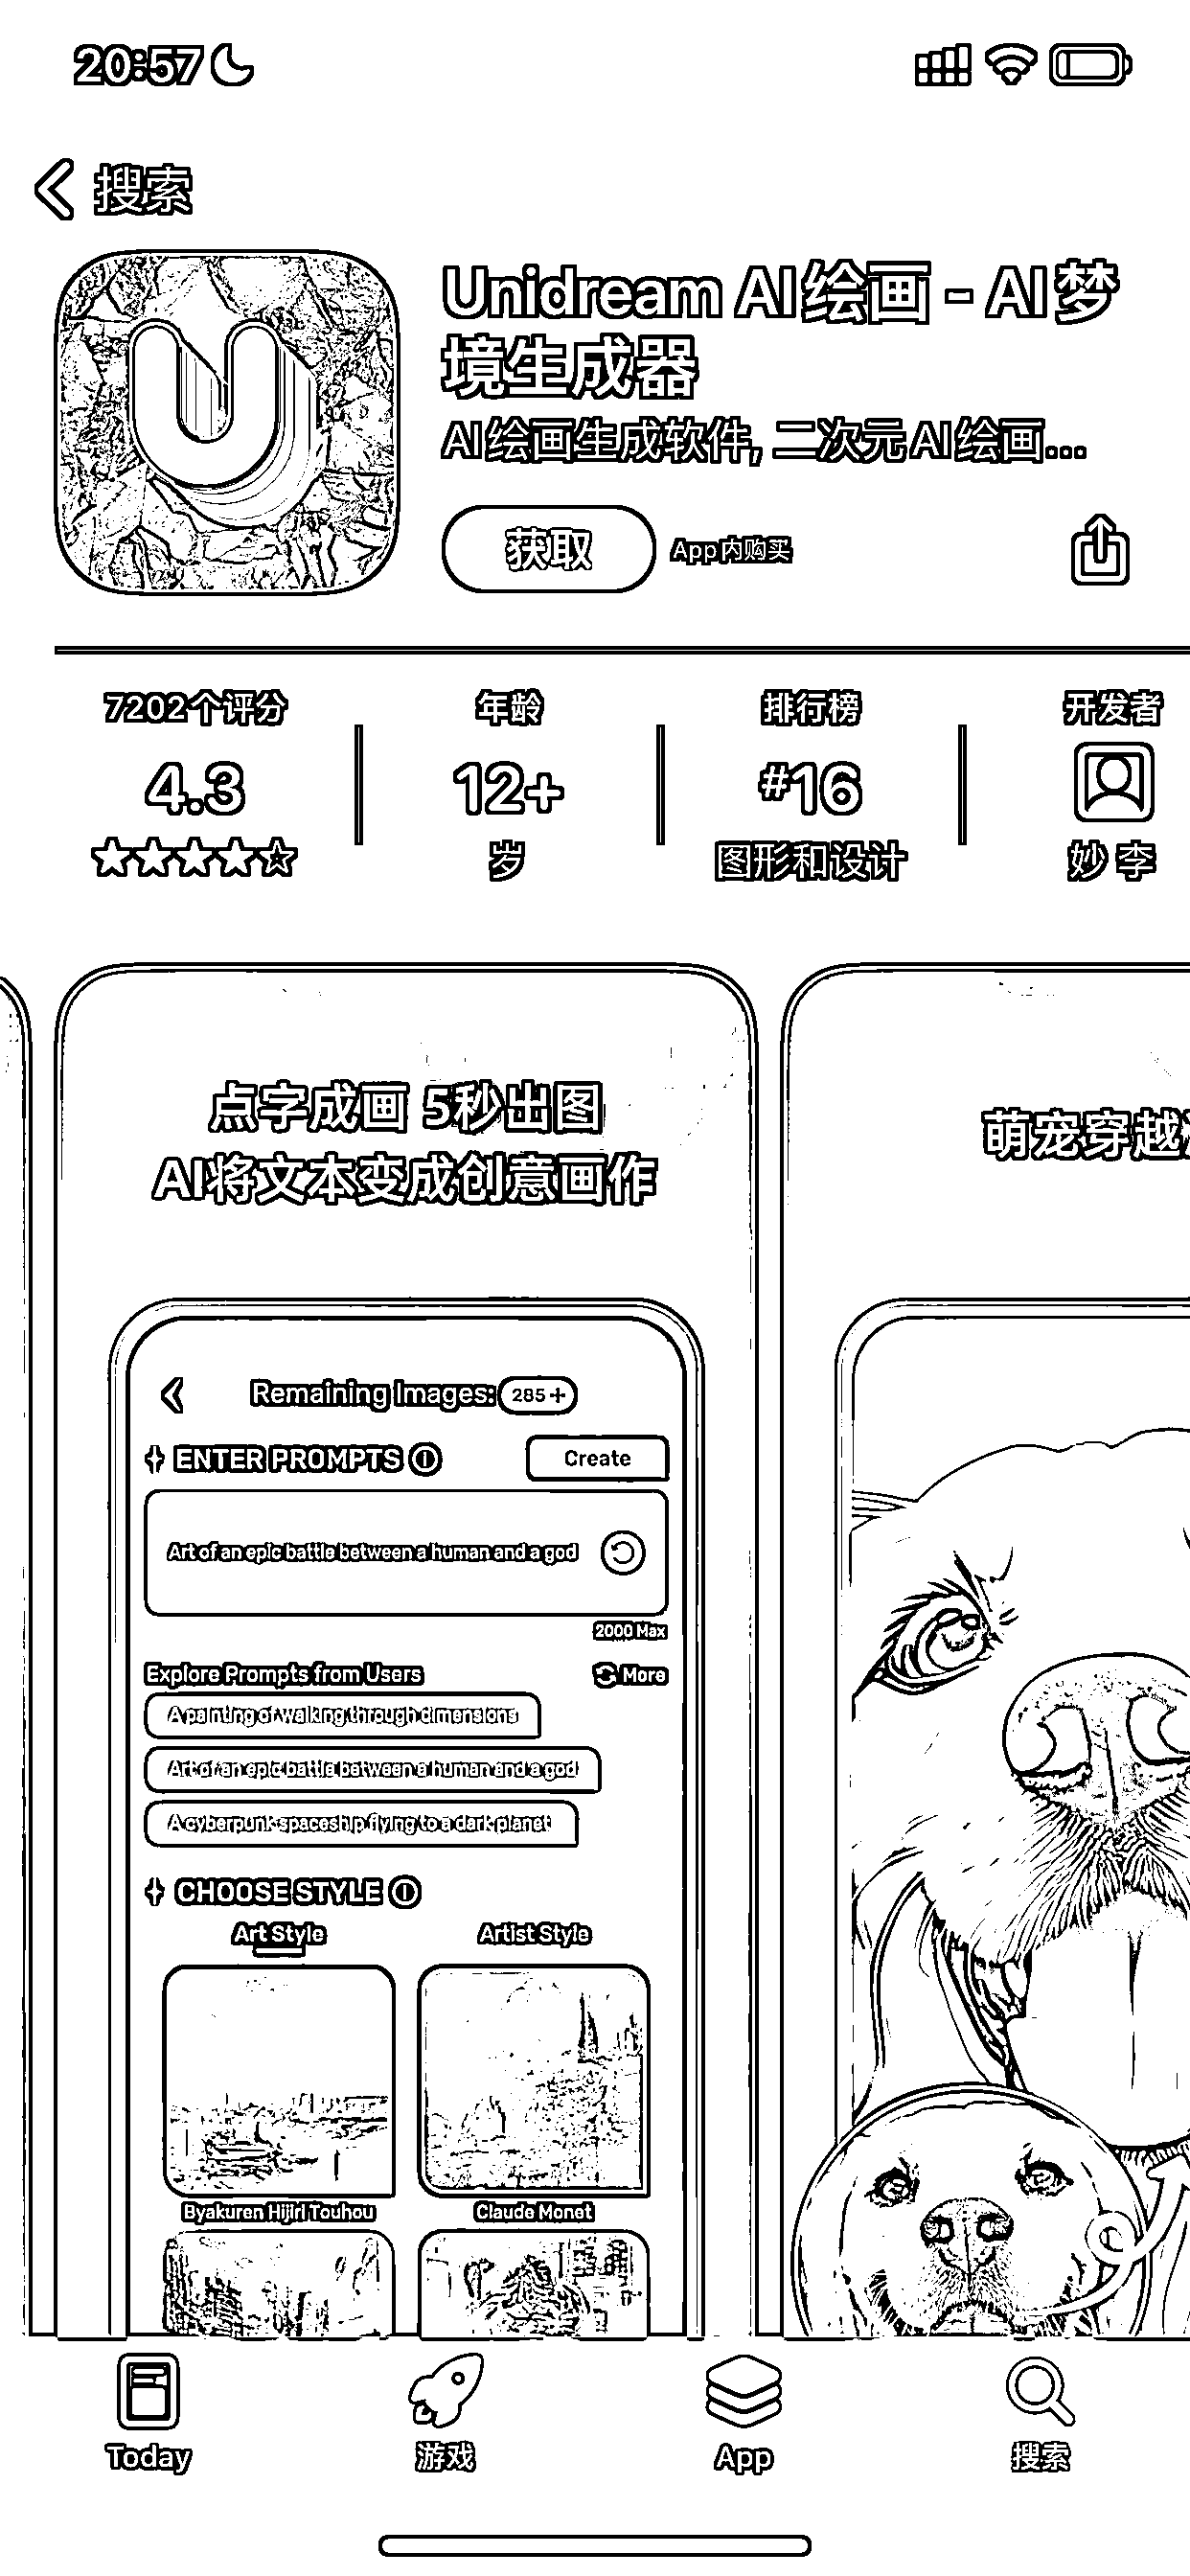 20:57
搜索
Unidream AI绘画 - AI梦
境生成器
AI绘画生成软件, 二次元AI绘画...
获取 App内购买
7202个评分 年龄 排行榜 开发者
4.3 12+ #16
岁 图形和设计 妙 李
点字成画 5秒出图
AI将文本变成创意画作
萌宠穿越
Remaining Images: 285+
ENTER PROMPTS
Create
Art of an epic battle between a human and a god
2000 Max
Explore Prompts from Users More
A painting of walking through dimensions
Art of an epic battle between a human and a god
A cyberpunk spaceship flying to a dark planet
CHOOSE STYLE
Art Style Artist Style
Byakuren Hijiri Touhou Claude Monet
Today 游戏 App 搜索